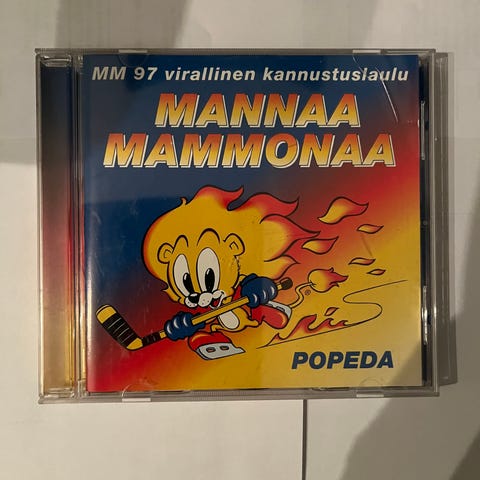 MM 97 virallinen kannustuslaulu
MANNAA
MAMMONAA
POPEDA